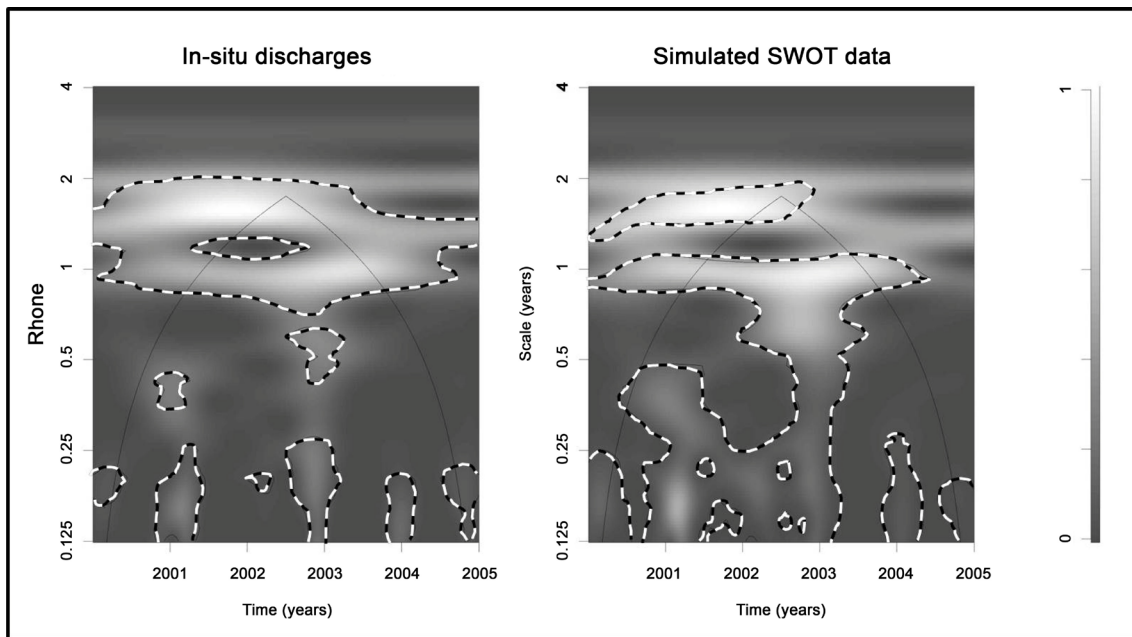 In-situ discharges
Simulated SWOT data
Rhone
4
2
1
0.5
0.25
0.125
2001 2002 2003 2004 2005
Time (years)
Scale (years)
4
2
1
0.5
0.25
0.125
2001 2002 2003 2004 2005
Time (years)
1
0